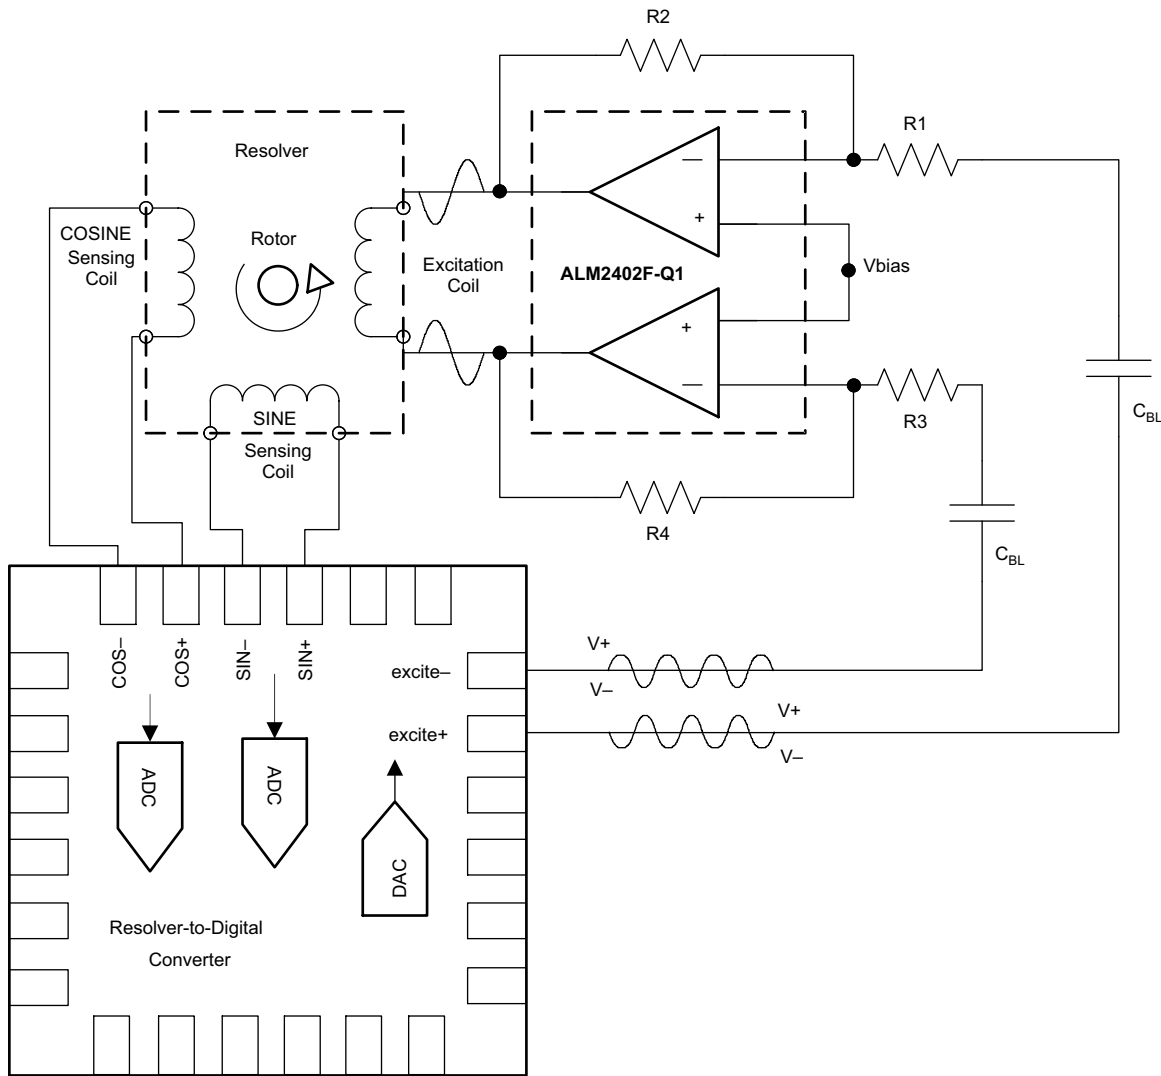 R2
R1
Resolver
COSINE
Sensing
Coil
Rotor
Excitation
Coil
—
+
ALM2402F-Q1
Vbias
+
—
R3
C_BL
SINE
Sensing
Coil
R4
C_BL
COS–
COS+
SIN–
SIN+
excite–
V+
V–
excite+
V+
V–
ADC
ADC
DAC
Resolver-to-Digital
Converter